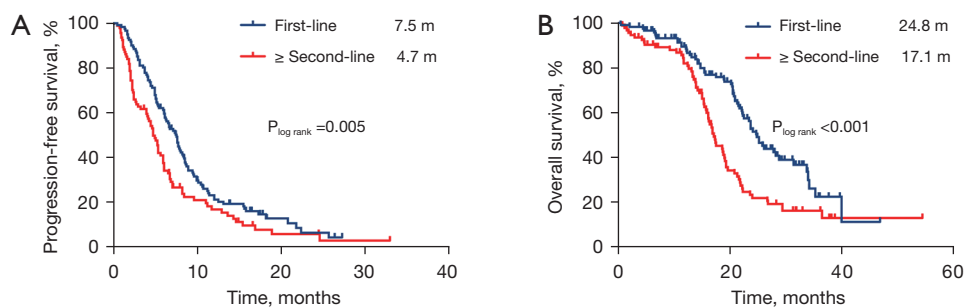 A
Progression-free survival, %
100
80
60
40
20
0
First-line 7.5 m
≥ Second-line 4.7 m
P log rank =0.005
0 10 20 30 40
Time, months
B
Overall survival, %
100
80
60
40
20
0
First-line 24.8 m
≥ Second-line 17.1 m
P log rank <0.001
0 20 40 60
Time, months